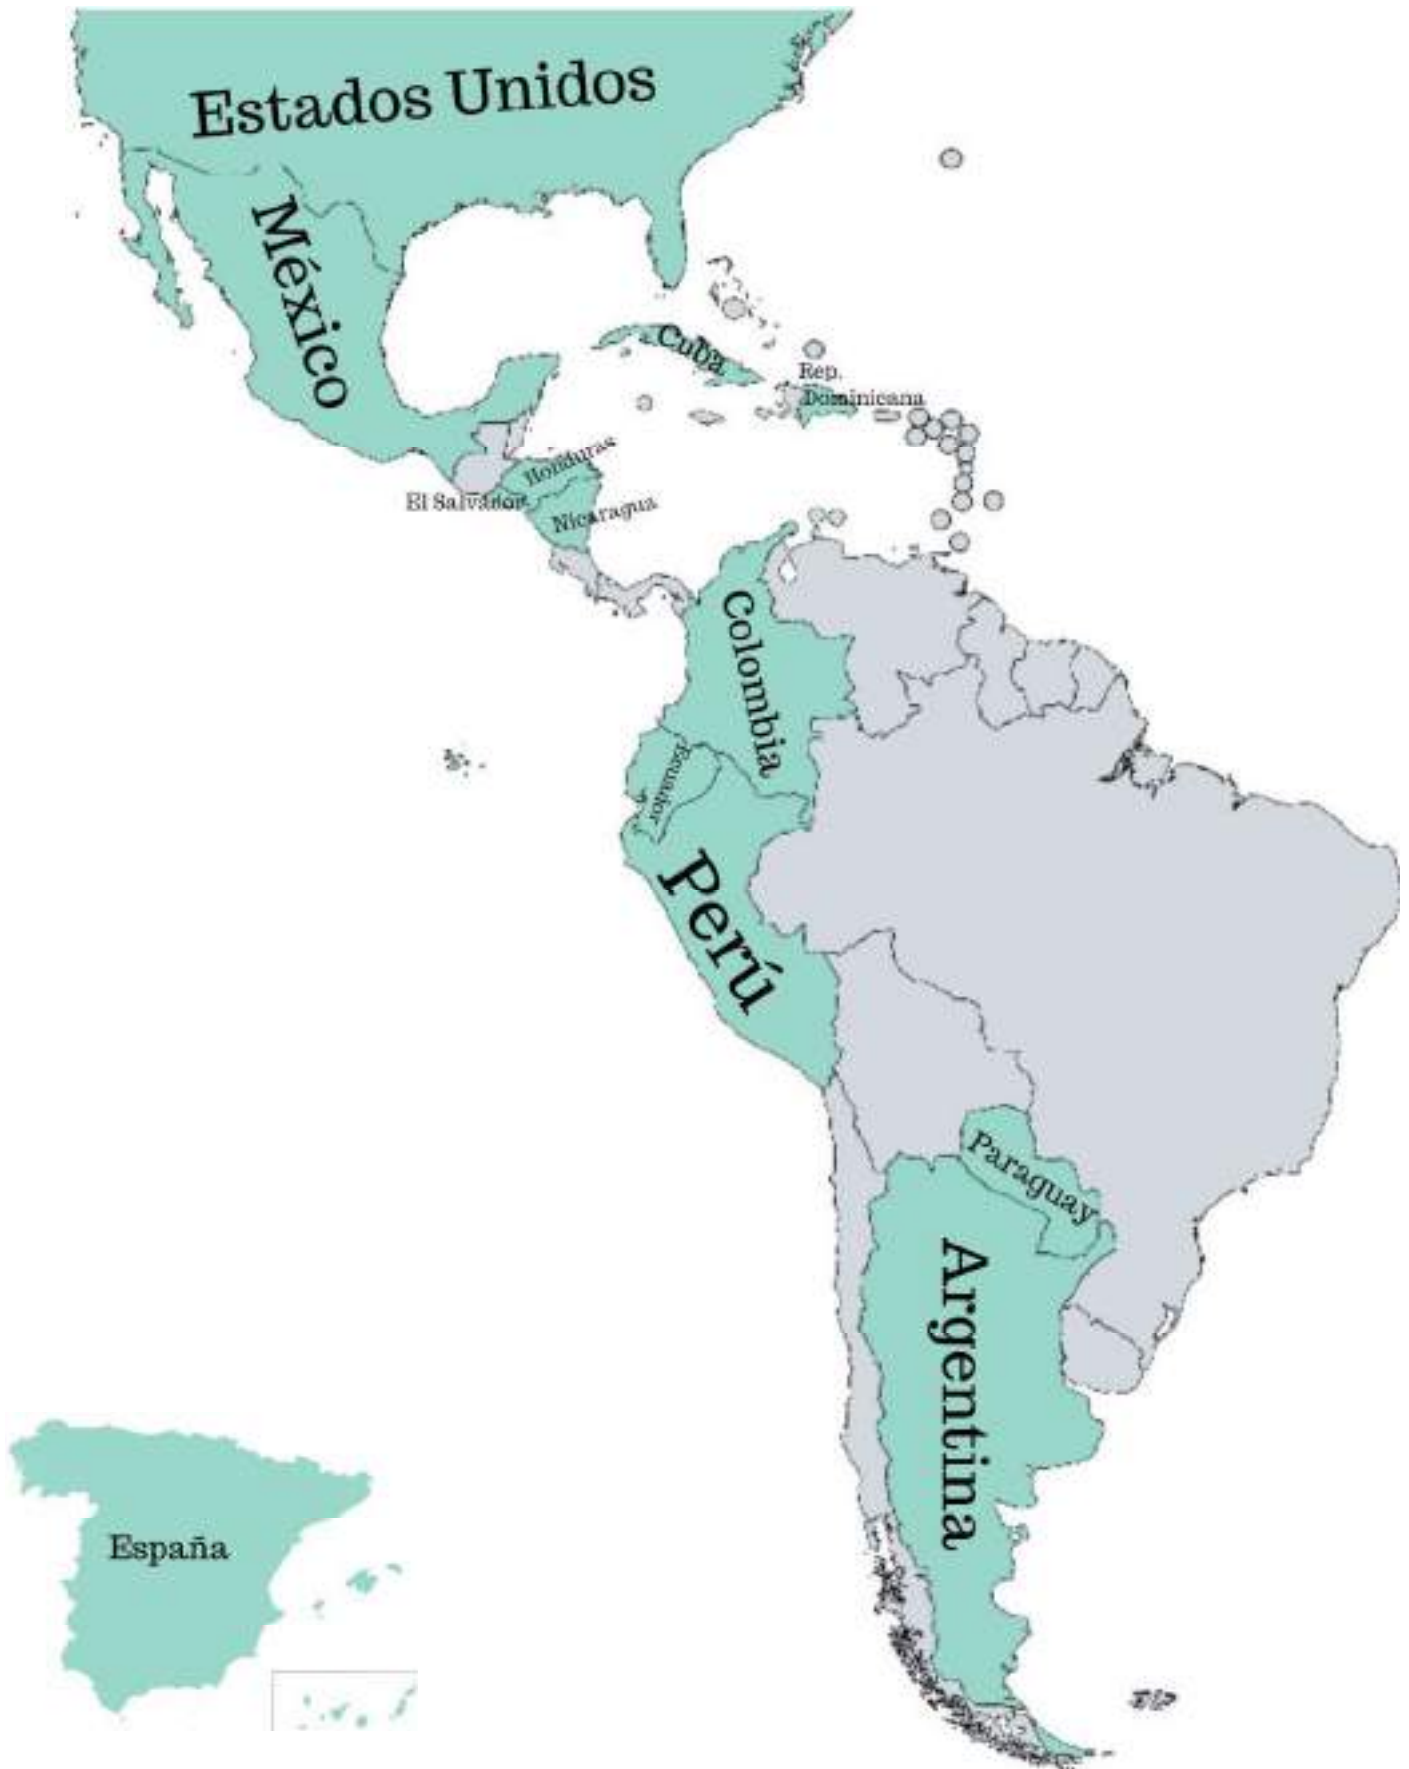 Estados Unidos
México
Cuba
Rep.
Dominicana
Honduras
El Salvador
Nicaragua
Colombia
Ecuador
Perú
Paraguay
Argentina
España